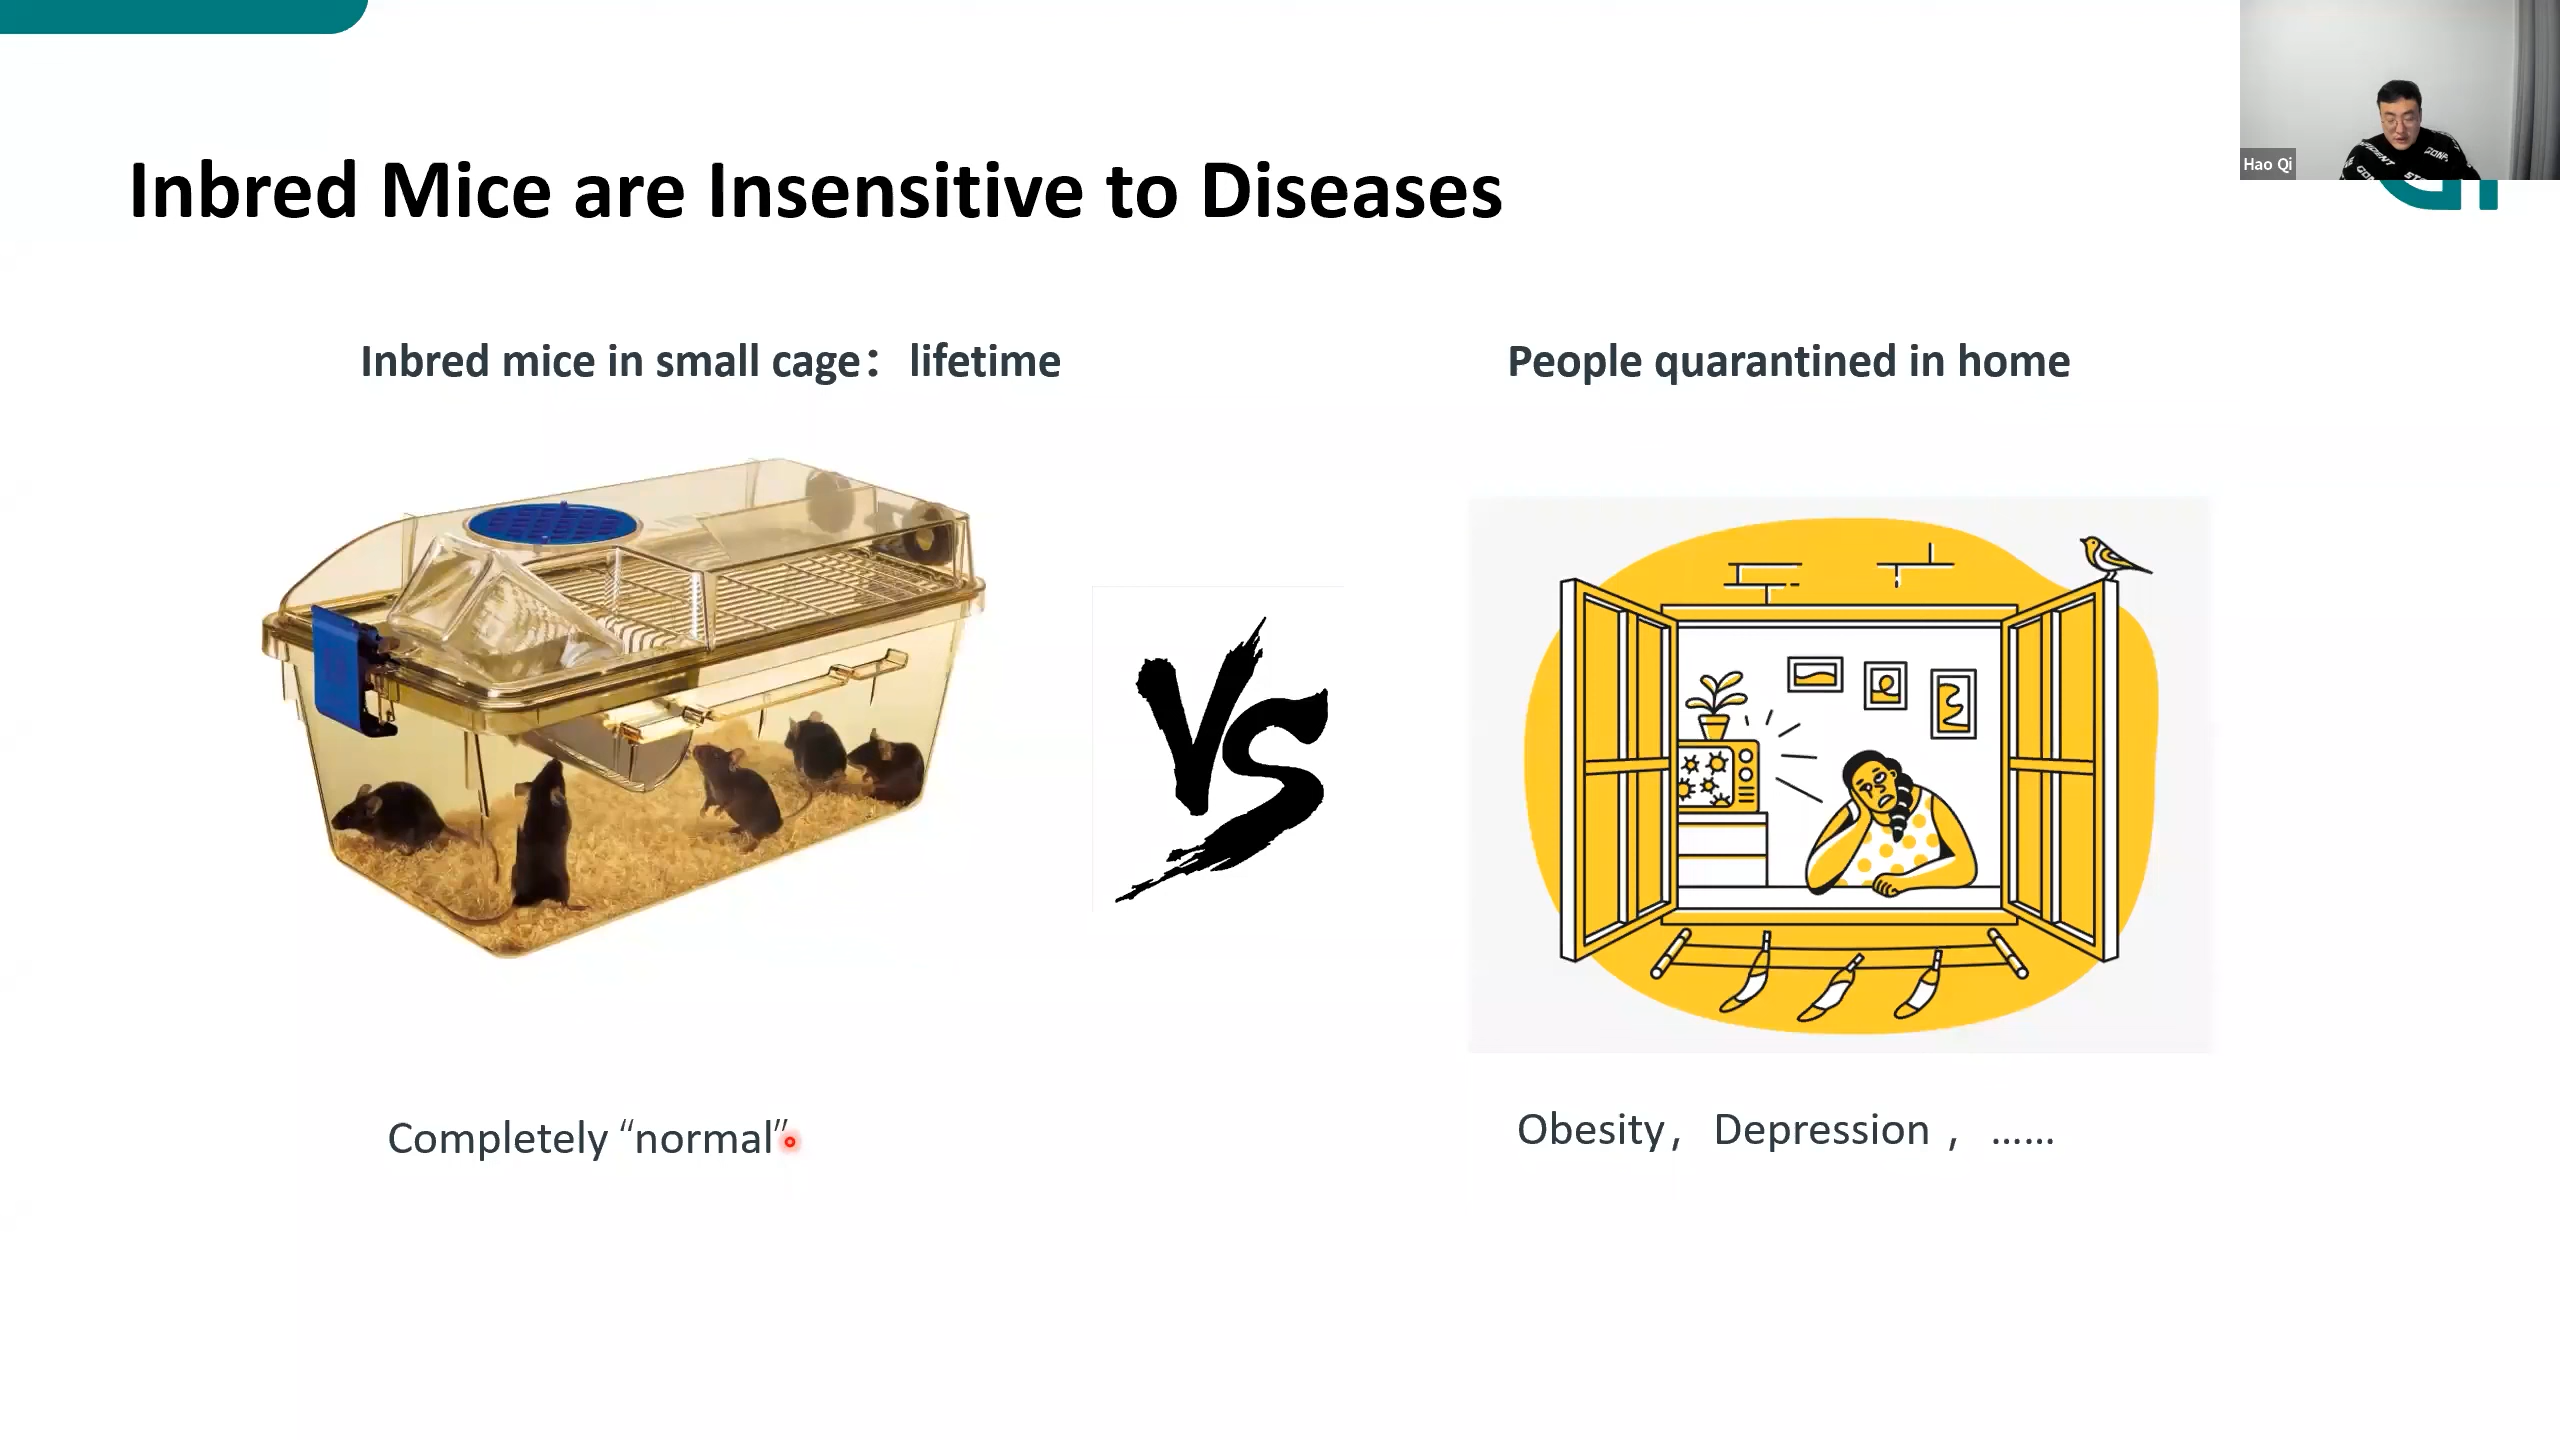 Hao Qi
Inbred Mice are Insensitive to Diseases
Inbred mice in small cage： lifetime
People quarantined in home
VS
Completely “normal”
Obesity， Depression ，……